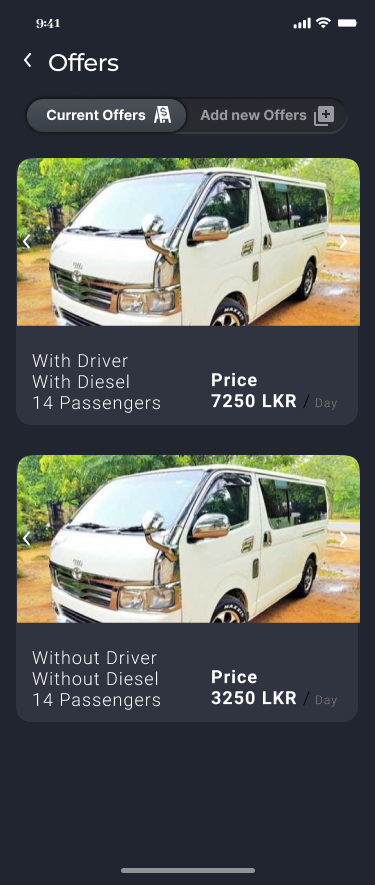 9:41
Offers
Current Offers
Add new Offers
With Driver
With Diesel
14 Passengers
Price
7250 LKR / Day
Without Driver
Without Diesel
14 Passengers
Price
3250 LKR / Day